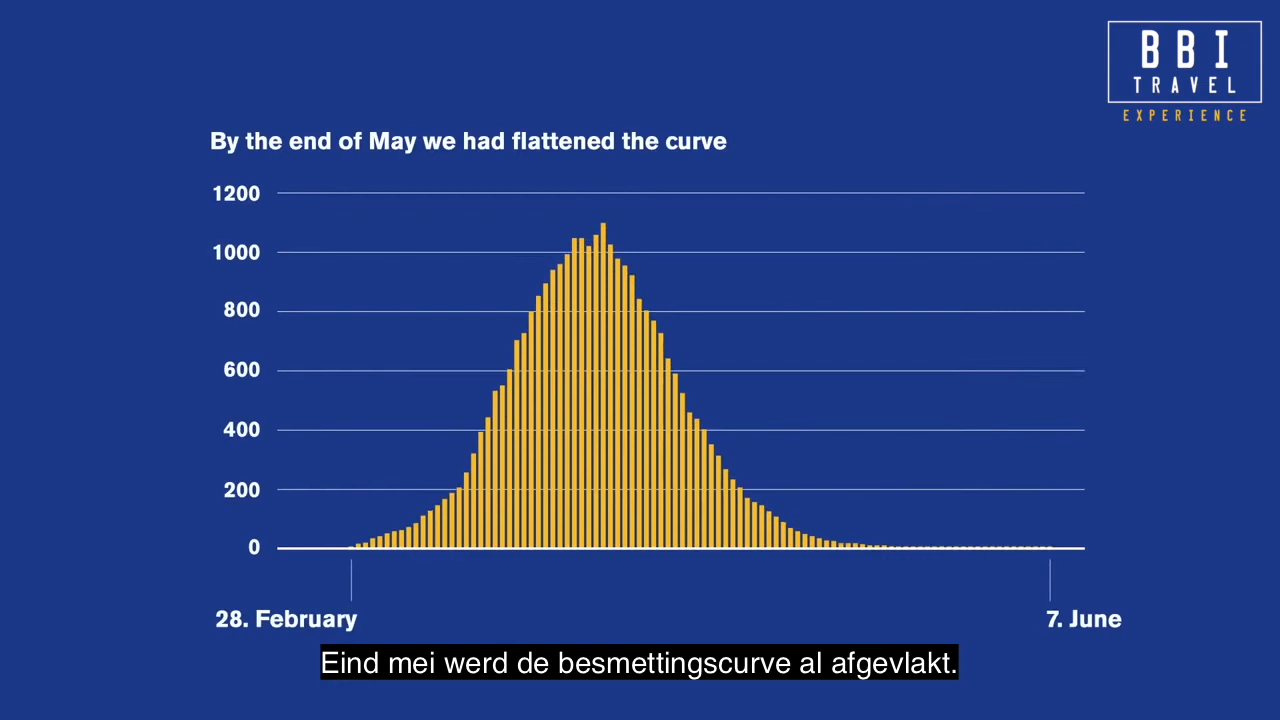 BBI
TRAVEL
EXPERIENCE
By the end of May we had flattened the curve
1200
1000
800
600
400
200
0
28. February
7. June
Eind mei werd de besmettingscurve al afgevlakt.